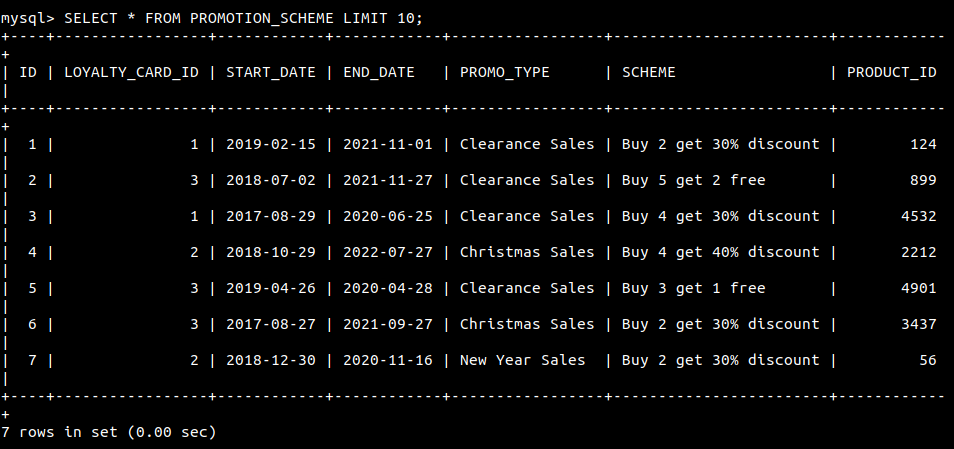 mysql> SELECT * FROM PROMOTION_SCHEME LIMIT 10;
+----+-----------------+------------+------------+-----------------+------------------------+------------
+
| ID | LOYALTY_CARD_ID | START_DATE | END_DATE   | PROMO_TYPE      | SCHEME                 | PRODUCT_ID
|
+----+-----------------+------------+------------+-----------------+------------------------+------------
+
|  1 |               1 | 2019-02-15 | 2021-11-01 | Clearance Sales | Buy 2 get 30% discount |        124
|
|  2 |               3 | 2018-07-02 | 2021-11-27 | Clearance Sales | Buy 5 get 2 free       |        899
|
|  3 |               1 | 2017-08-29 | 2020-06-25 | Clearance Sales | Buy 4 get 30% discount |       4532
|
|  4 |               2 | 2018-10-29 | 2022-07-27 | Christmas Sales | Buy 4 get 40% discount |       2212
|
|  5 |               3 | 2019-04-26 | 2020-04-28 | Clearance Sales | Buy 3 get 1 free       |       4901
|
|  6 |               3 | 2017-08-27 | 2021-09-27 | Christmas Sales | Buy 2 get 30% discount |       3437
|
|  7 |               2 | 2018-12-30 | 2020-11-16 | New Year Sales  | Buy 2 get 30% discount |         56
|
+----+-----------------+------------+------------+-----------------+------------------------+------------
+
7 rows in set (0.00 sec)